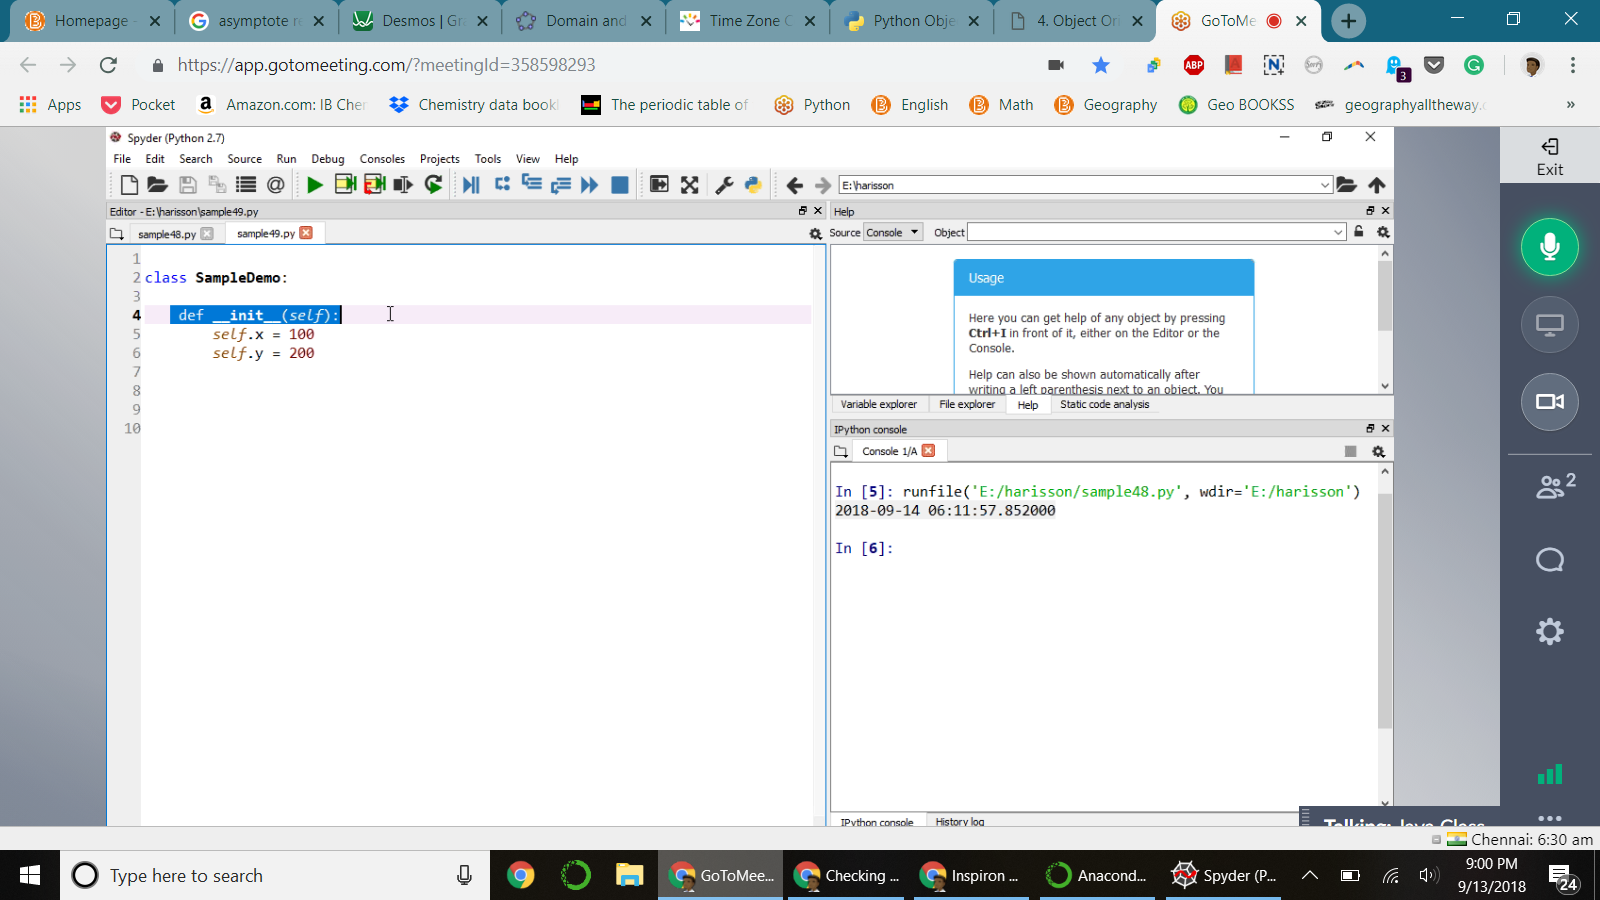 Homepage -
asymptote re
Desmos | Gra
Domain and
Time Zone C
Python Obje
4. Object Ori
GoToMe
https://app.gotomeeting.com/?meetingId=358598293
ABP
N
3
Apps
Pocket
Amazon.com: IB Cher
Chemistry data book
The periodic table of
Python
English
Math
Geography
Geo BOOKSS
geographyalltheway.c
»
Spyder (Python 2.7)
File Edit Search Source Run Debug Consoles Projects Tools View Help
E:\harisson
Editor - E:\harisson\sample49.py
Help
sample48.py
sample49.py
Source Console Object
1
2 class SampleDemo:
3
4 def __init__(self):
5 self.x = 100
6 self.y = 200
7
8
9
10
Usage
Here you can get help of any object by pressing
Ctrl+I in front of it, either on the Editor or the
Console.
Help can also be shown automatically after
writing a left parenthesis next to an object. You
Variable explorer File explorer Help Static code analysis
IPython console
Console 1/A
In [5]: runfile('E:/harisson/sample48.py', wdir='E:/harisson')
2018-09-14 06:11:57.852000
In [6]:
IPython console History log
Exit
2
Talking: Java Class
Chennai: 6:30 am
Type here to search
GoToMee...
Checking ...
Inspiron ...
Anacond...
Spyder (P...
9:00 PM
9/13/2018
24